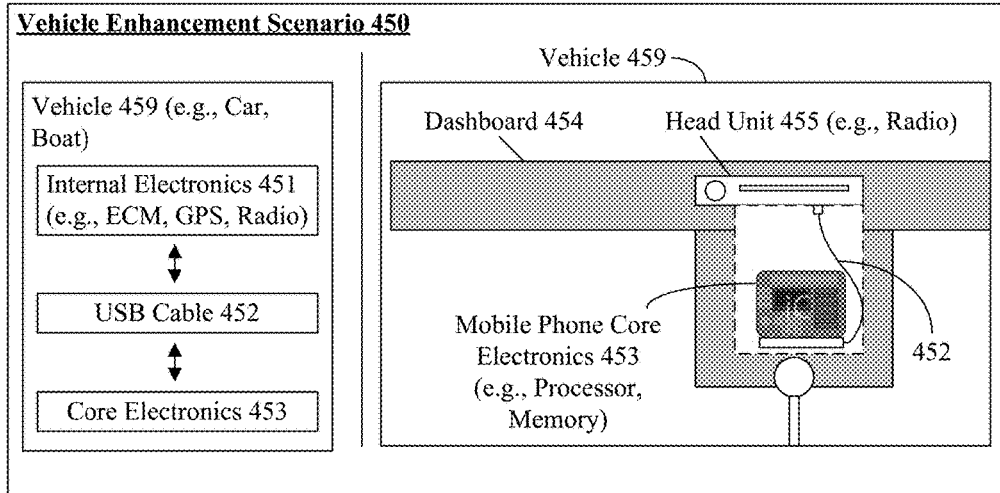 Vehicle Enhancement Scenario 450
Vehicle 459 (e.g., Car,
Boat)
Internal Electronics 451
(e.g., ECM, GPS, Radio)
USB Cable 452
Core Electronics 453
Vehicle 459
Dashboard 454
Head Unit 455 (e.g., Radio)
Mobile Phone Core
Electronics 453
(e.g., Processor,
Memory)
452